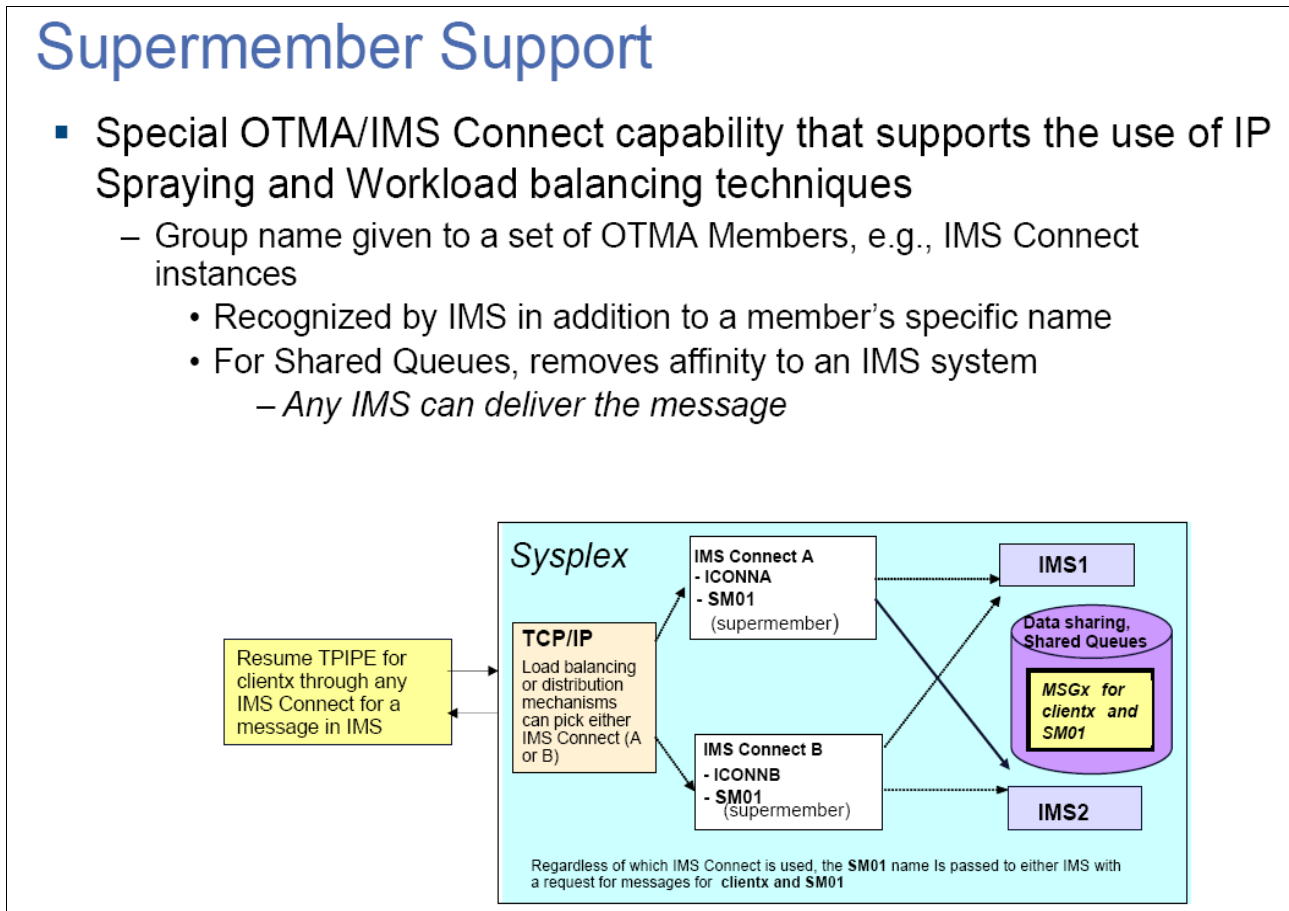 Supermember Support
▪ Special OTMA/IMS Connect capability that supports the use of IP
Spraying and Workload balancing techniques
– Group name given to a set of OTMA Members, e.g., IMS Connect
instances
• Recognized by IMS in addition to a member's specific name
• For Shared Queues, removes affinity to an IMS system
– Any IMS can deliver the message
Resume TPIPE for
clientx through any
IMS Connect for a
message in IMS
Sysplex
TCP/IP
Load balancing
or distribution
mechanisms
can pick either
IMS Connect (A
or B)
IMS Connect A
- ICONNA
- SM01
(supermember)
IMS Connect B
- ICONNB
- SM01
(supermember)
IMS1
Data sharing,
Shared Queues
MSGx for
clientx and
SM01
IMS2
Regardless of which IMS Connect is used, the SM01 name Is passed to either IMS with
a request for messages for clientx and SM01